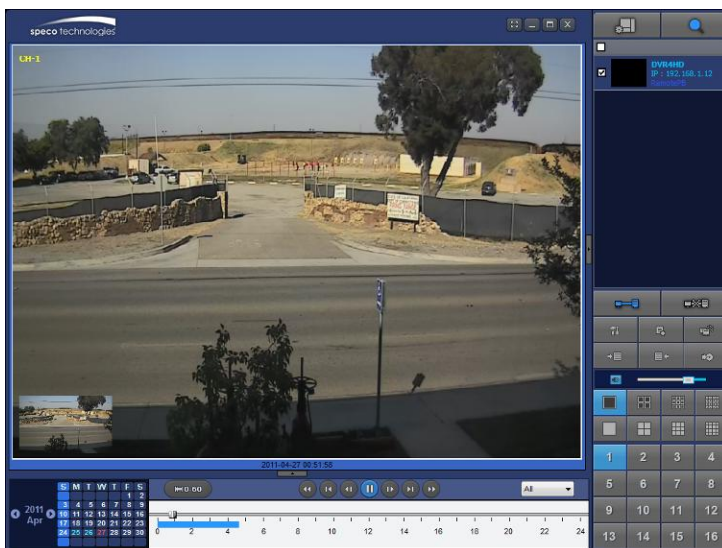 speco technologies
X
CH-1
DVR4HD
IP : 192.168.1.12
RemotePB
2011-04-27 00:51:58
0-60
All
2011
Apr
S M T W T F S
1 2
3 4 5 6 7 8 9
10 11 12 13 14 15 16
17 18 19 20 21 22 23
24 25 26 27 28 29 30
0 2 4 6 8 10 12 14 16 18 20 22 24
1 2 3 4
5 6 7 8
9 10 11 12
13 14 15 16